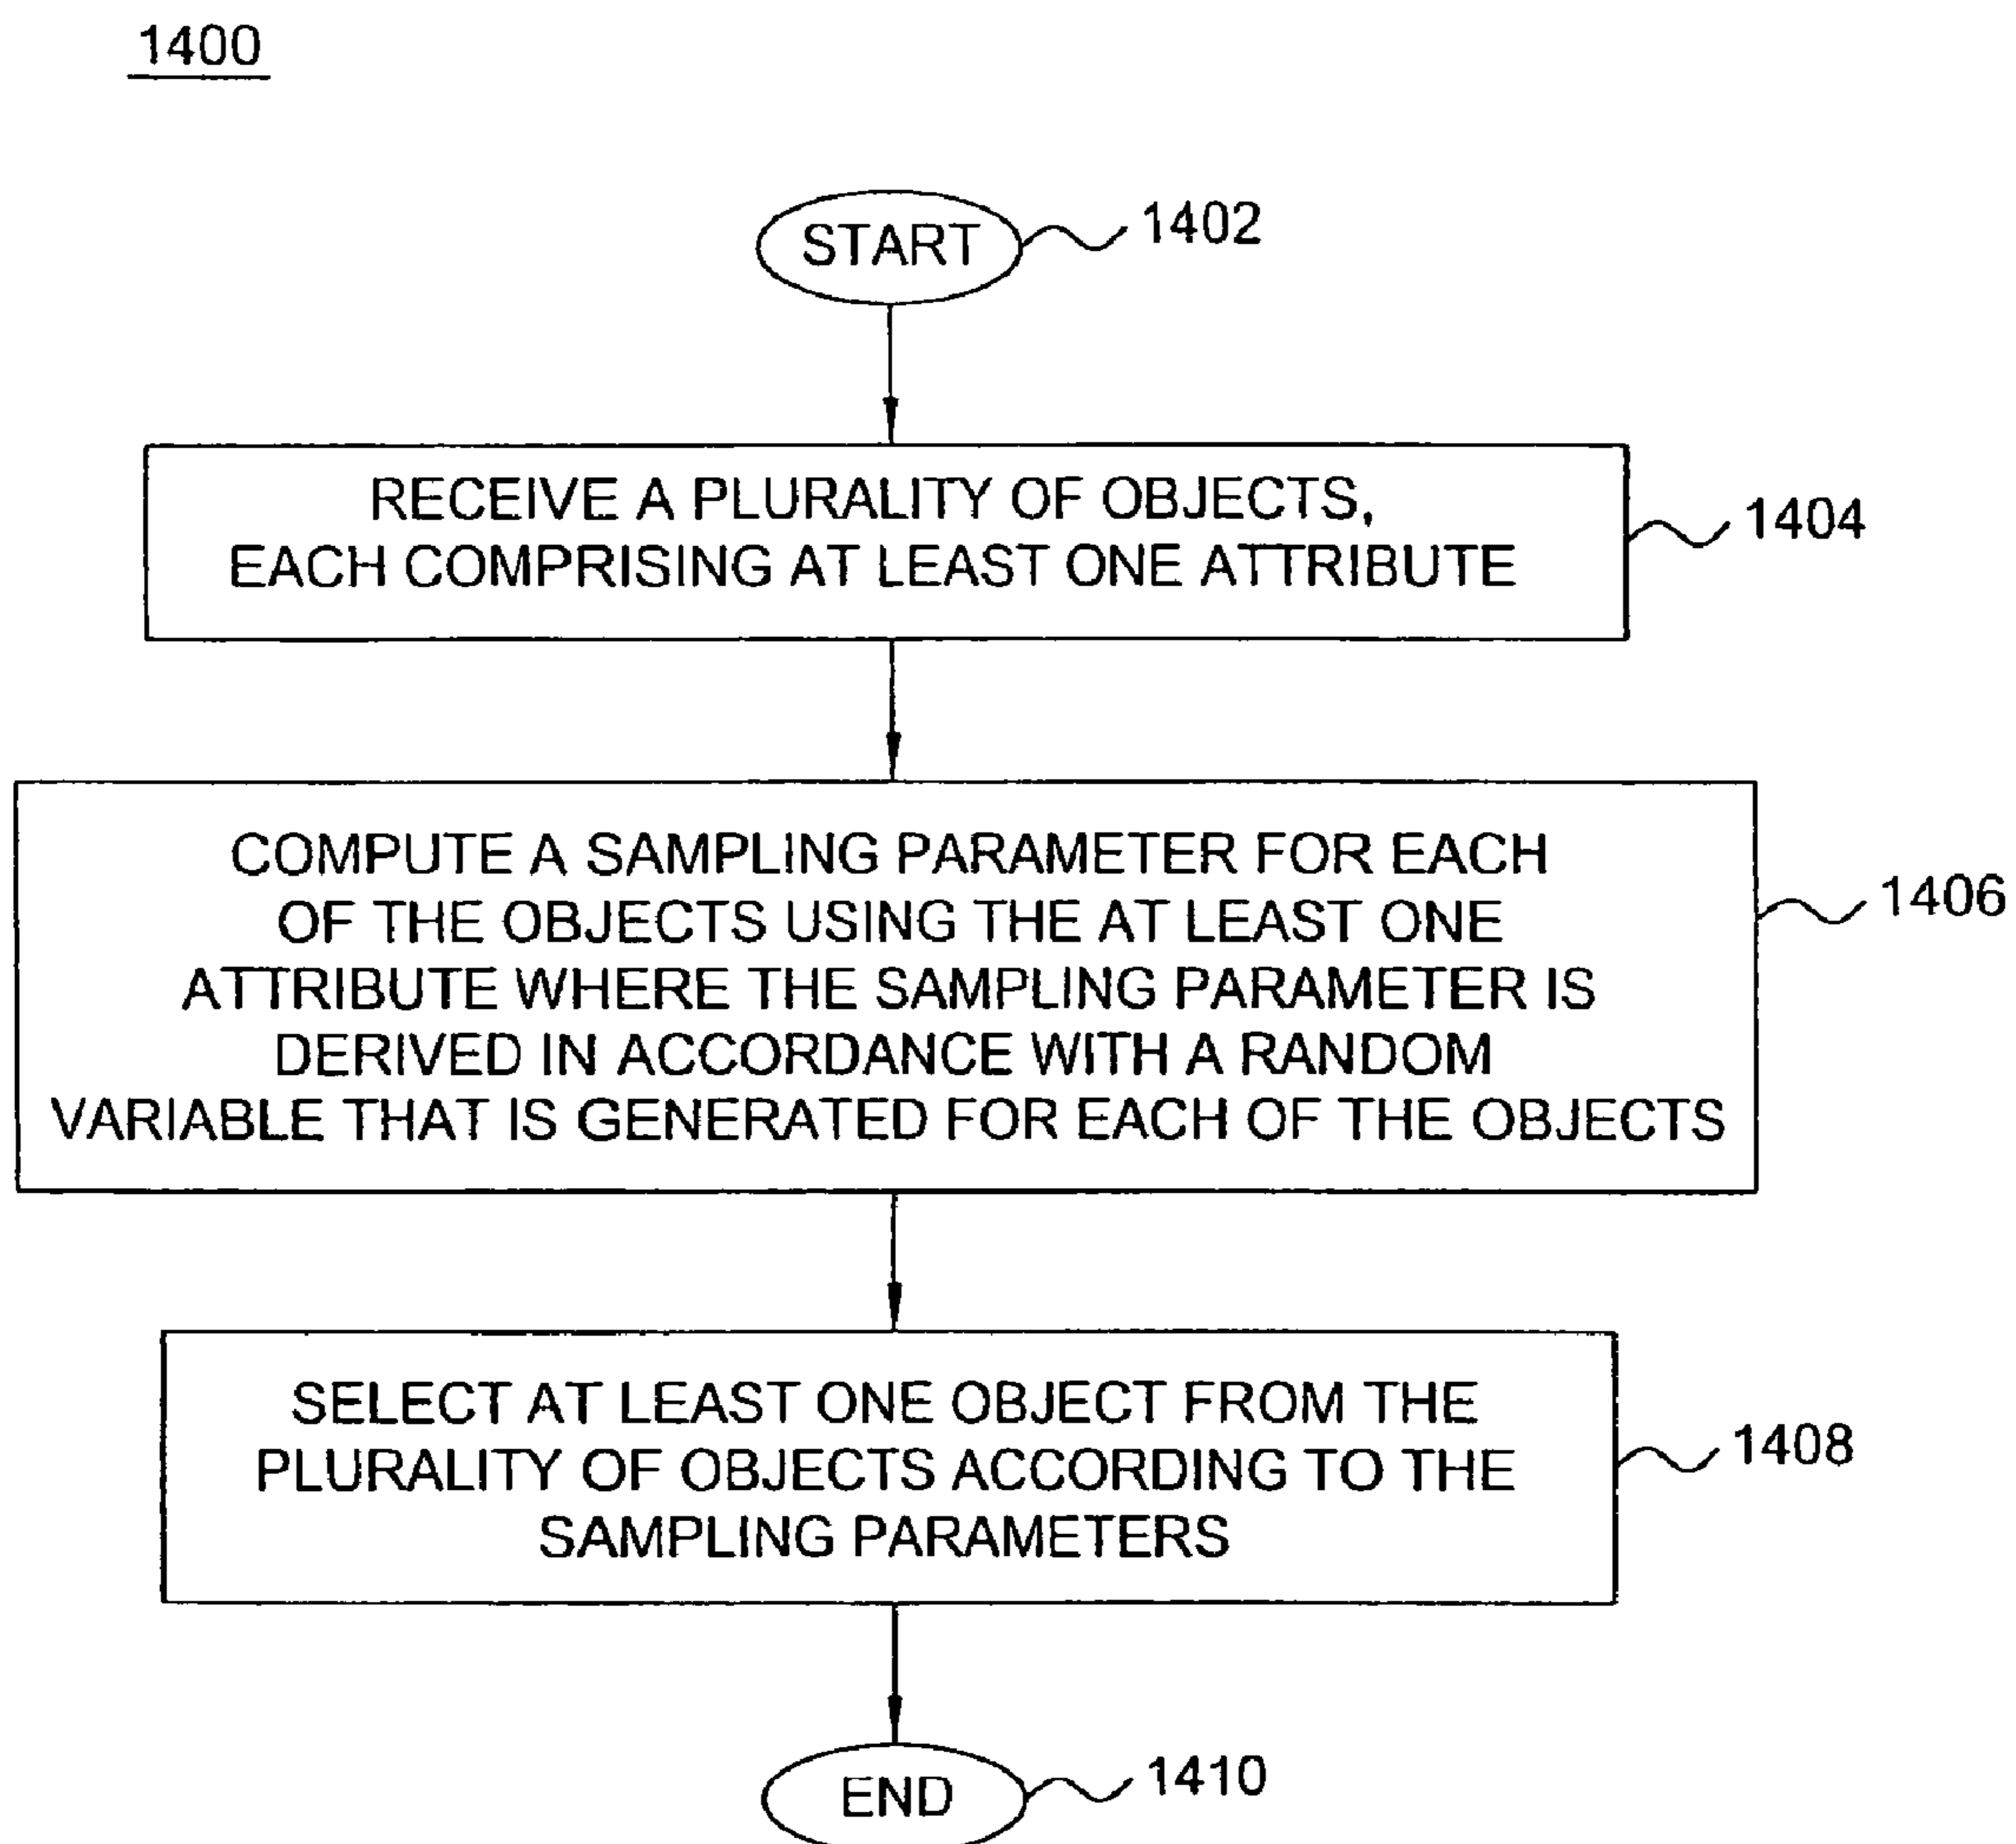 1400
START
1402
RECEIVE A PLURALITY OF OBJECTS,
EACH COMPRISING AT LEAST ONE ATTRIBUTE
1404
COMPUTE A SAMPLING PARAMETER FOR EACH
OF THE OBJECTS USING THE AT LEAST ONE
ATTRIBUTE WHERE THE SAMPLING PARAMETER IS
DERIVED IN ACCORDANCE WITH A RANDOM
VARIABLE THAT IS GENERATED FOR EACH OF THE OBJECTS
1406
SELECT AT LEAST ONE OBJECT FROM THE
PLURALITY OF OBJECTS ACCORDING TO THE
SAMPLING PARAMETERS
1408
END
1410